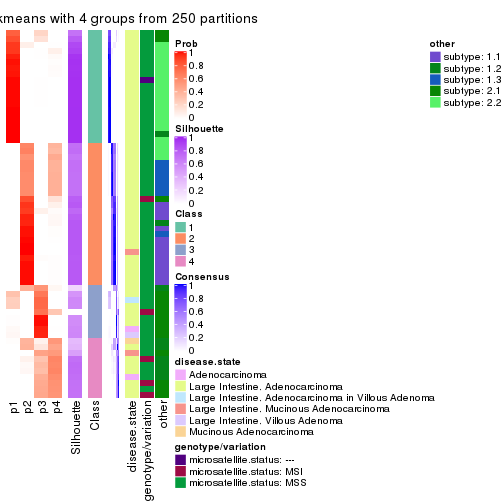 kmeans with 4 groups from 250 partitions
Prob
1
0.8
0.6
0.4
0.2
0
Silhouette
1
0.8
0.6
0.4
0.2
0
Class
1
2
3
4
Consensus
1
0.8
0.6
0.4
0.2
0
disease.state
Adenocarcinoma
Large Intestine. Adenocarcinoma
Large Intestine. Adenocarcinoma in Villous Adenoma
Large Intestine. Mucinous Adenocarcinoma
Large Intestine. Villous Adenoma
Mucinous Adenocarcinoma
genotype/variation
microsatellite.status: ---
microsatellite.status: MSI
microsatellite.status: MSS
other
subtype: 1.1
subtype: 1.2
subtype: 1.3
subtype: 2.1
subtype: 2.2
p1
p2
p3
p4
Silhouette
Class
disease.state
genotype/variation
other